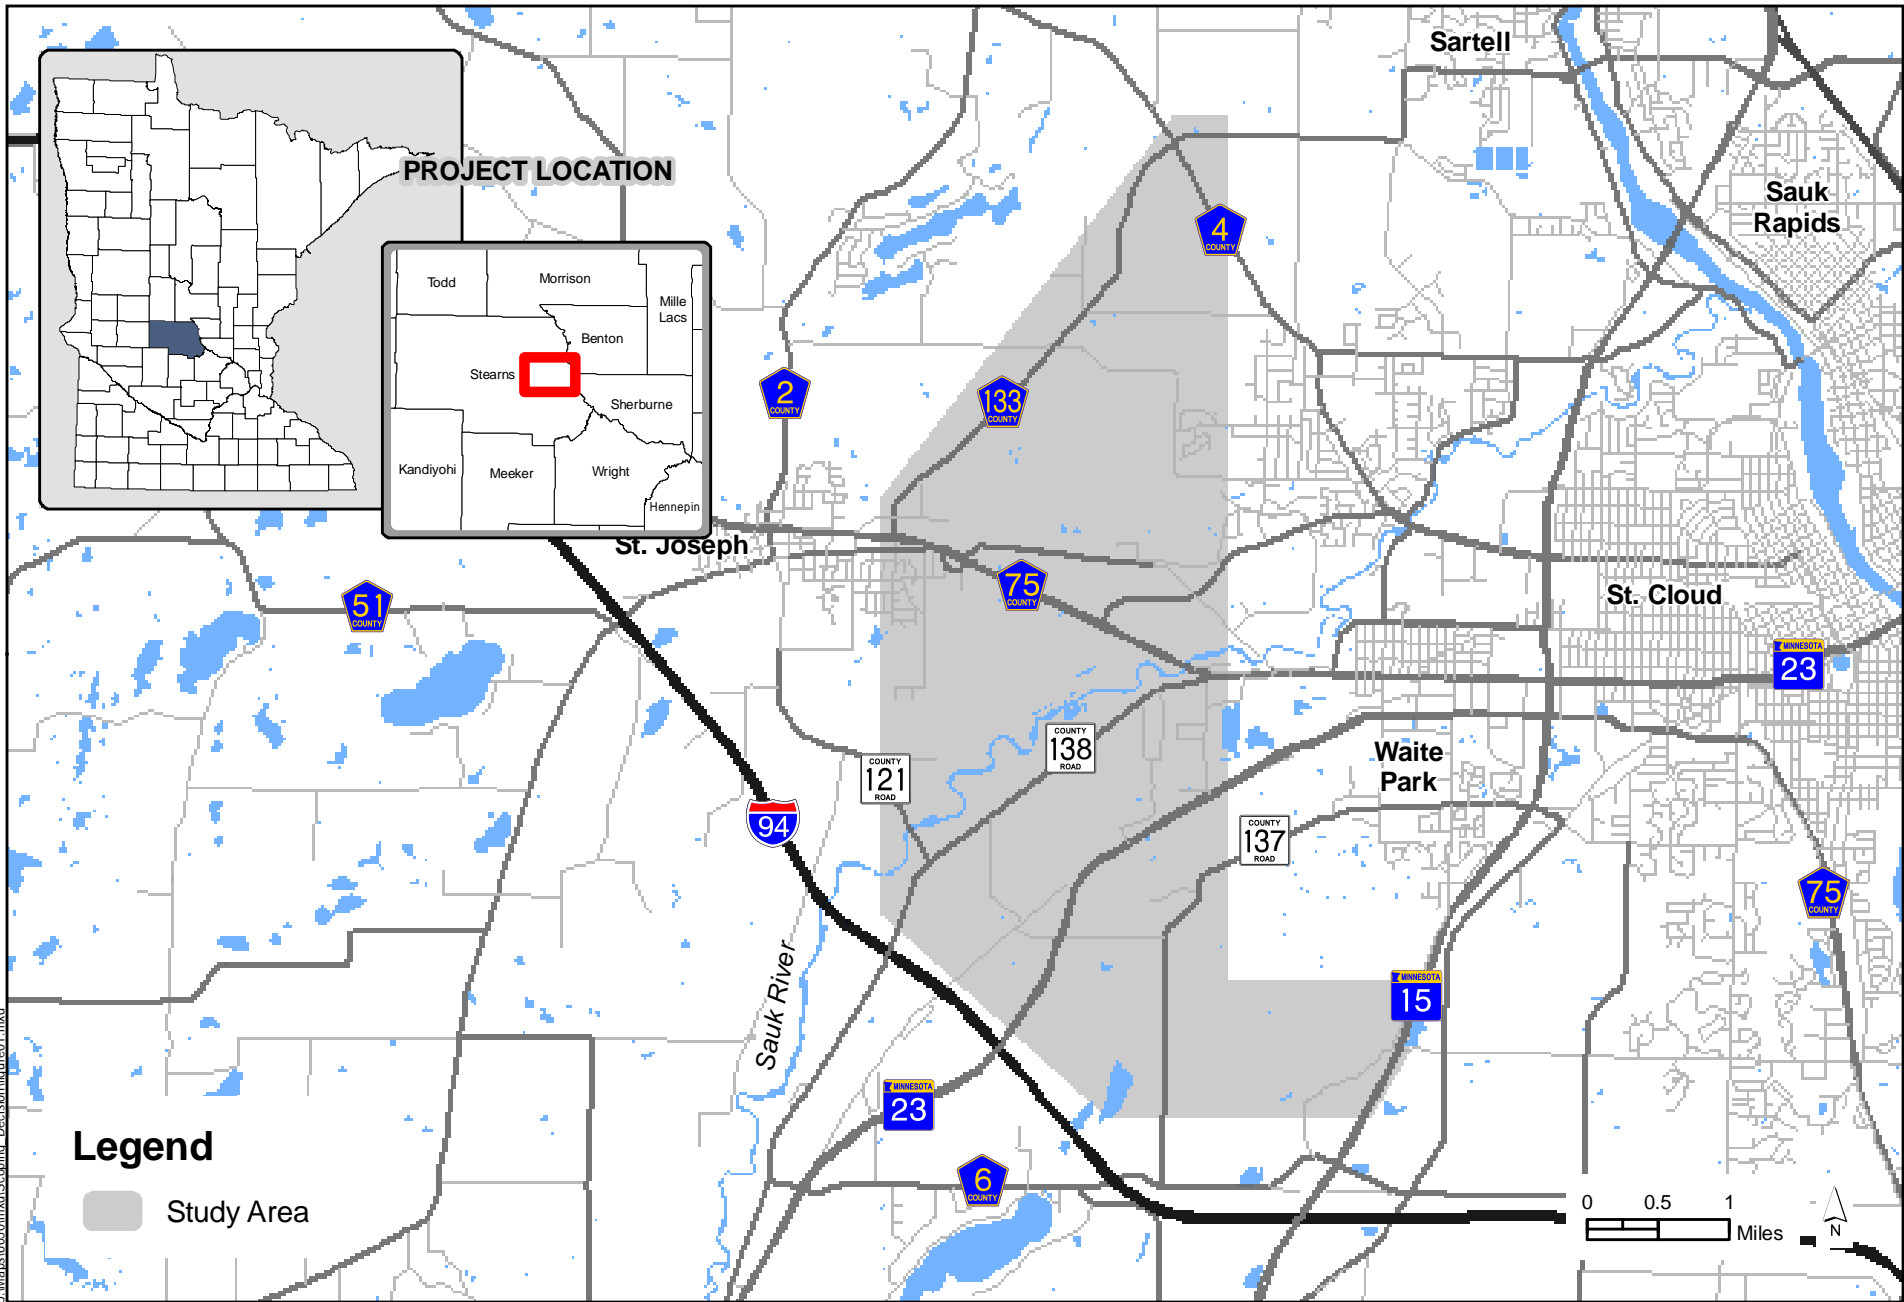 Sartell
Sauk
Rapids
PROJECT LOCATION
4
COUNTY
Todd
Morrison
Mille
Lacs
Benton
Stearns
Sherburne
Kandiyohi
Meeker
Wright
Hennepin
2
COUNTY
133
COUNTY
St. Joseph
75
COUNTY
51
COUNTY
St. Cloud
MINNESOTA
23
COUNTY
138
ROAD
COUNTY
121
ROAD
Waite
Park
94
COUNTY
137
ROAD
75
COUNTY
Sauk River
MINNESOTA
15
MINNESOTA
23
6
COUNTY
Legend
Study Area
0 0.5 1
Miles
N